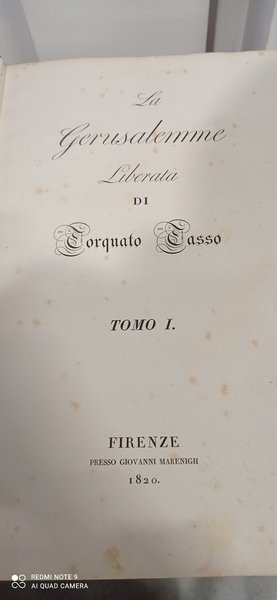 La
Gerusalemme
Liberata
DI
Torquato Tasso
TOMO I.
FIRENZE
PRESSO GIOVANNI MARENIGH
1820.
REDMI NOTE 9
AI QUAD CAMERA